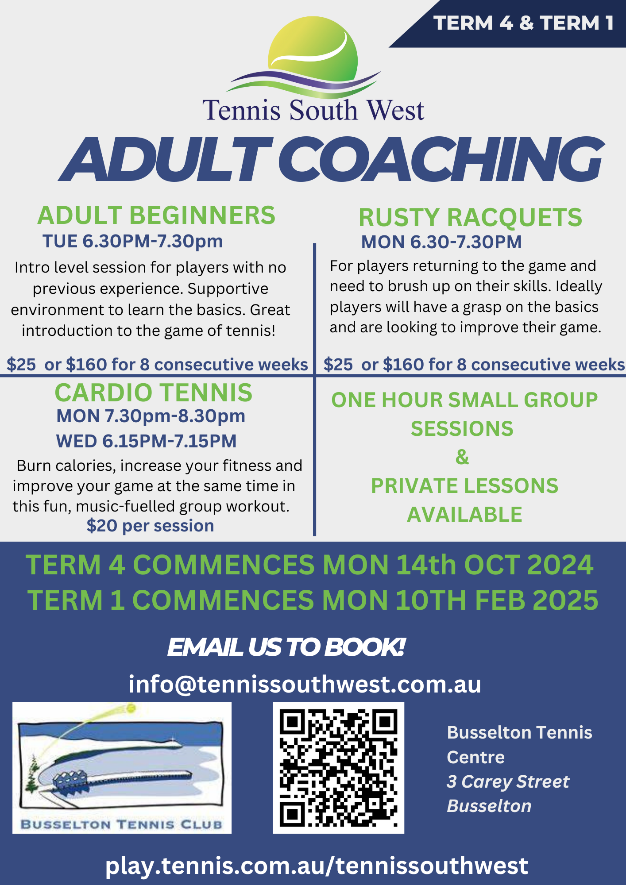 TERM 4 & TERM 1
Tennis South West
ADULT COACHING
ADULT BEGINNERS
TUE 6.30PM-7.30pm
Intro level session for players with no
previous experience. Supportive
environment to learn the basics. Great
introduction to the game of tennis!
$25 or $160 for 8 consecutive weeks
RUSTY RACQUETS
MON 6.30-7.30PM
For players returning to the game and
need to brush up on their skills. Ideally
players will have a grasp on the basics
and are looking to improve their game.
$25 or $160 for 8 consecutive weeks
CARDIO TENNIS
MON 7.30pm-8.30pm
WED 6.15PM-7.15PM
Burn calories, increase your fitness and
improve your game at the same time in
this fun, music-fuelled group workout.
$20 per session
ONE HOUR SMALL GROUP
SESSIONS
&
PRIVATE LESSONS
AVAILABLE
TERM 4 COMMENCES MON 14th OCT 2024
TERM 1 COMMENCES MON 10TH FEB 2025
EMAIL US TO BOOK!
info@tennissouthwest.com.au
BUSSELTON TENNIS CLUB
Busselton Tennis
Centre
3 Carey Street
Busselton
play.tennis.com.au/tennissouthwest